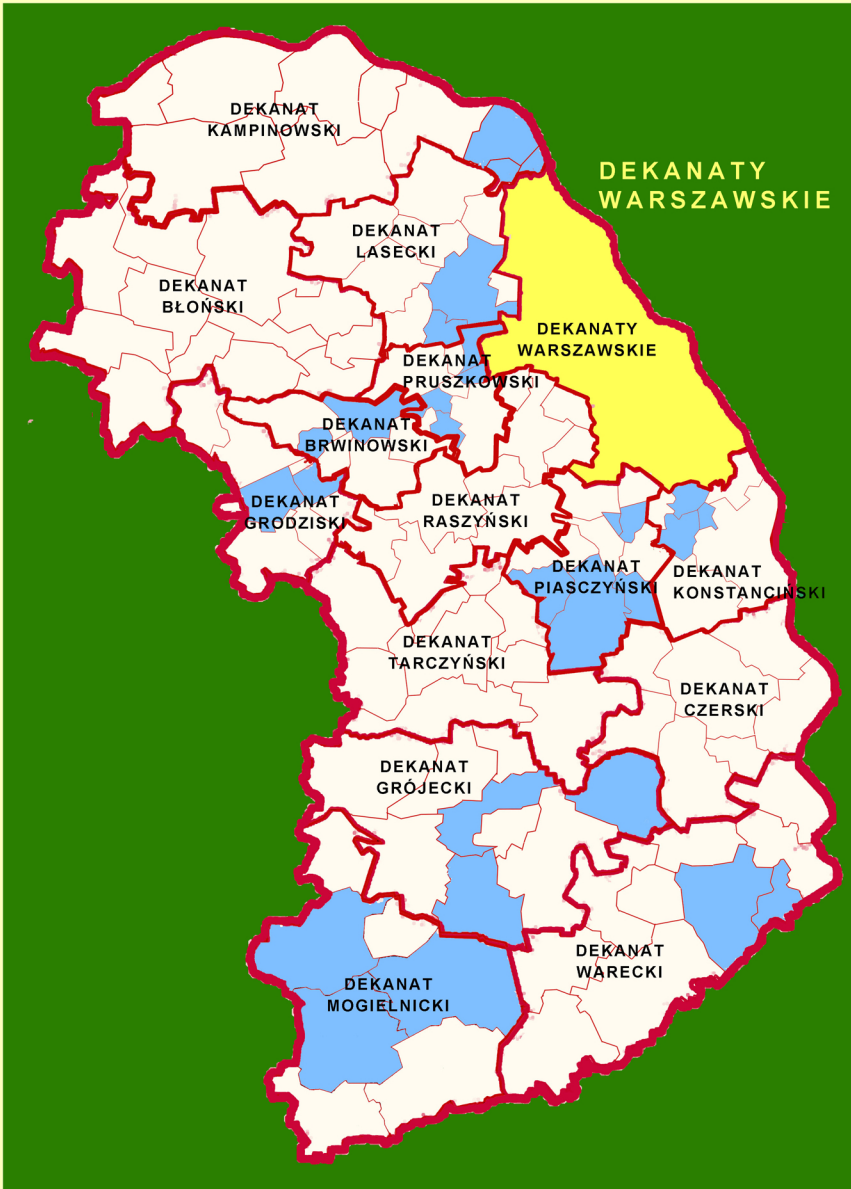 DEKANAT
KAMPINOWSKI
DEKANATY
WARSZAWSKIE
DEKANAT
LASECKI
DEKANAT
BŁOŃSKI
DEKANATY
WARSZAWSKIE
DEKANAT
PRUSZKOWSKI
DEKANAT
BRWINOWSKI
DEKANAT
GRODZISKI
DEKANAT
RASZYŃSKI
DEKANAT
PIASCZYŃSKI
DEKANAT
KONSTANCIŃSKI
DEKANAT
TARCZYŃSKI
DEKANAT
CZERSKI
DEKANAT
GRÓJECKI
DEKANAT
WARECKI
DEKANAT
MOGIELNICKI